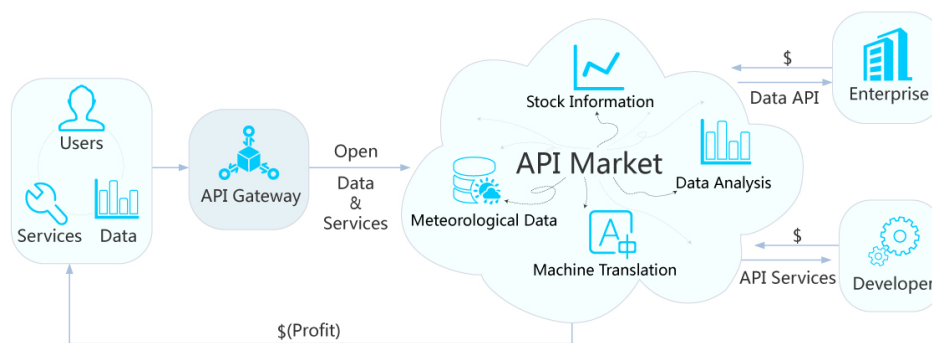 Users
Services
Data
API Gateway
Open
Data
&
Services
Stock Information
API Market
Data Analysis
Meteorological Data
Machine Translation
$
Data API
Enterprise
$
API Services
Developer
$(Profit)